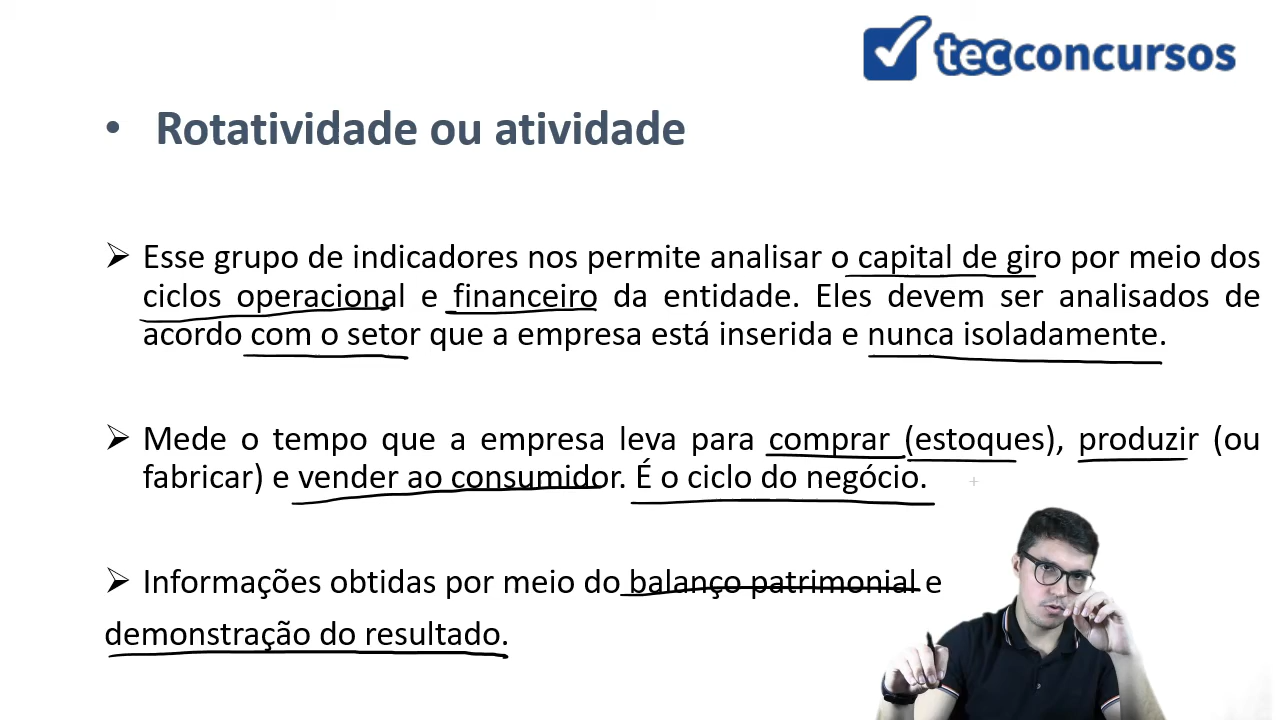 tecconcursos
• Rotatividade ou atividade
➢ Esse grupo de indicadores nos permite analisar o capital de giro por meio dos
ciclos operacional e financeiro da entidade. Eles devem ser analisados de
acordo com o setor que a empresa está inserida e nunca isoladamente.
➢ Mede o tempo que a empresa leva para comprar (estoques), produzir (ou
fabricar) e vender ao consumidor. É o ciclo do negócio.
➢ Informações obtidas por meio do balanço patrimonial e
demonstração do resultado.